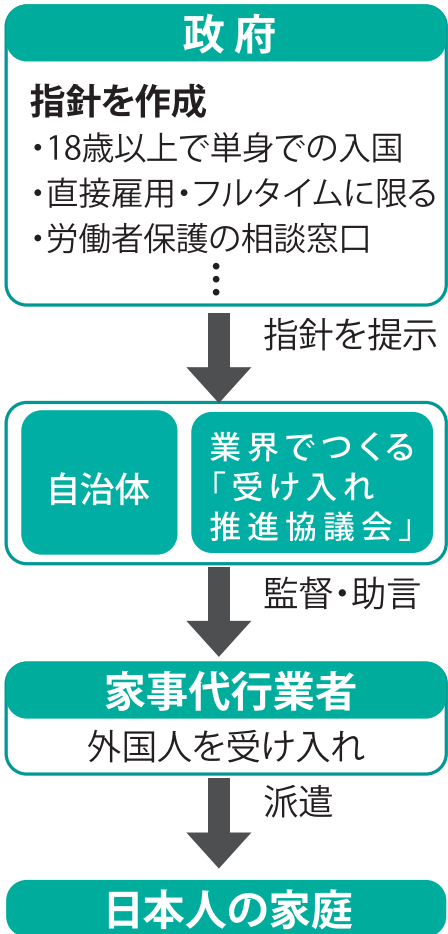 政府
指針を作成
・18歳以上で単身での入国
・直接雇用・フルタイムに限る
・労働者保護の相談窓口
⋮
指針を提示
自治体
業界でつくる
「受け入れ
推進協議会」
監督・助言
家事代行業者
外国人を受け入れ
派遣
日本人の家庭